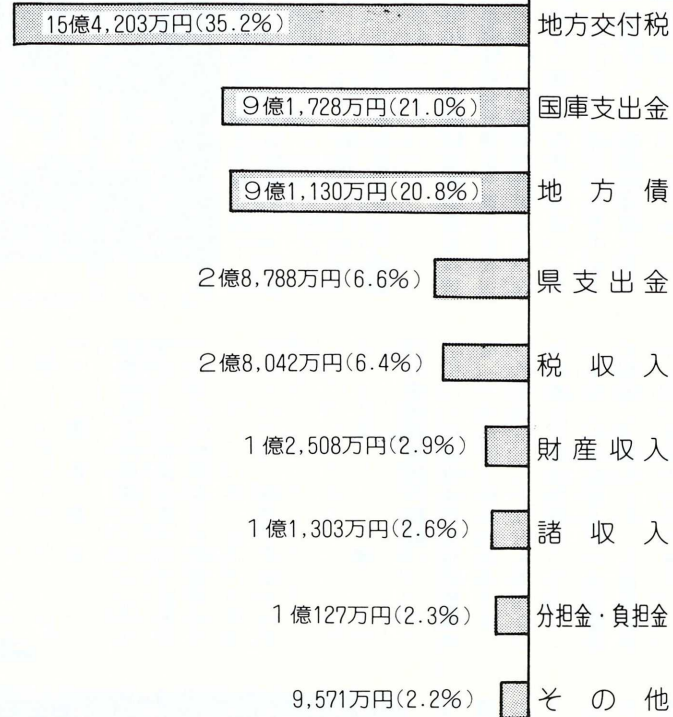 15億4,203万円(35.2%) 地方交付税
9億1,728万円(21.0%) 国庫支出金
9億1,130万円(20.8%) 地方債
2億8,788万円(6.6%) 県支出金
2億8,042万円(6.4%) 税収入
1億2,508万円(2.9%) 財産収入
1億1,303万円(2.6%) 諸収入
1億127万円(2.3%) 分担金・負担金
9,571万円(2.2%) その他